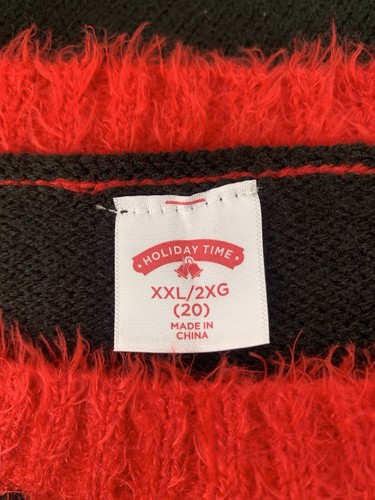 HOLIDAY TIME
XXL/2XG
(20)
MADE IN
CHINA